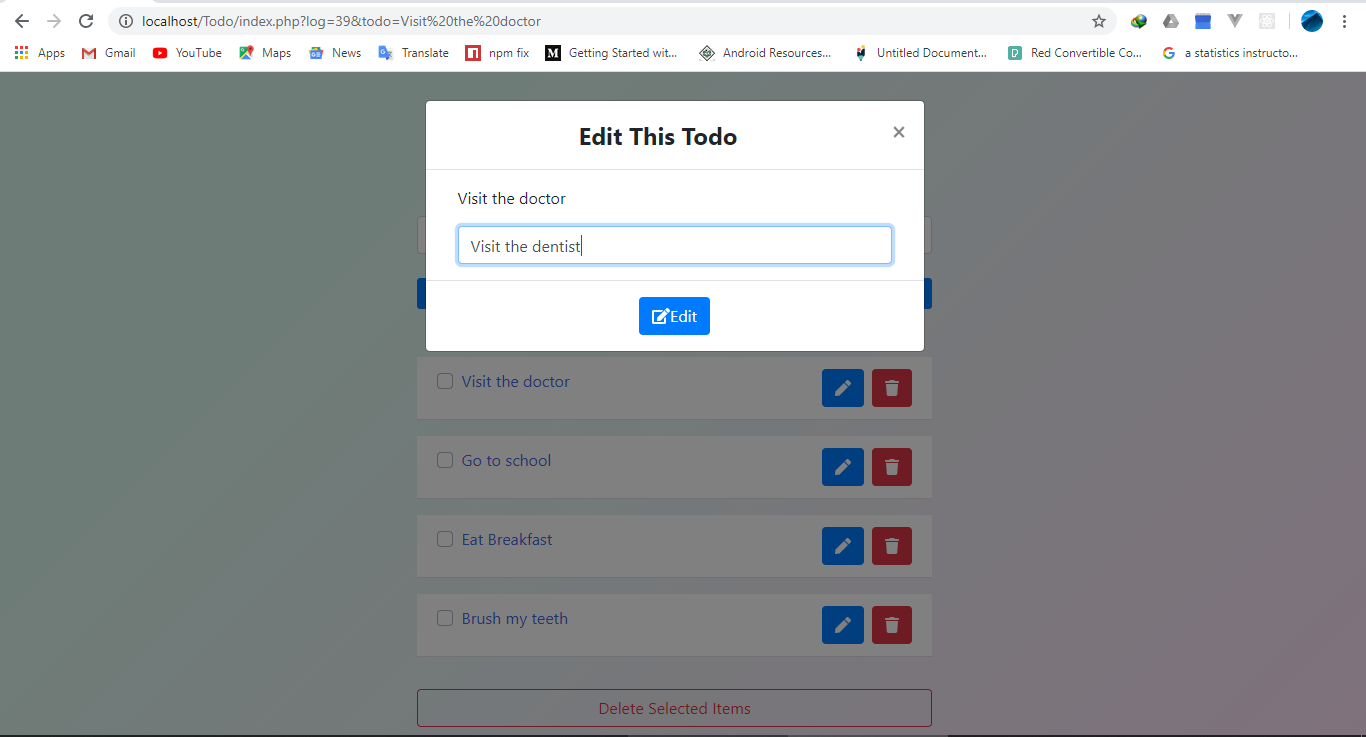 localhost/Todo/index.php?log=39&todo=Visit%20the%20doctor
Apps Gmail YouTube Maps News Translate npm fix Getting Started wit... Android Resources... Untitled Document... Red Convertible Co... a statistics instructo...
Edit This Todo ×
Visit the doctor
Visit the dentist
Edit
Visit the doctor
Go to school
Eat Breakfast
Brush my teeth
Delete Selected Items